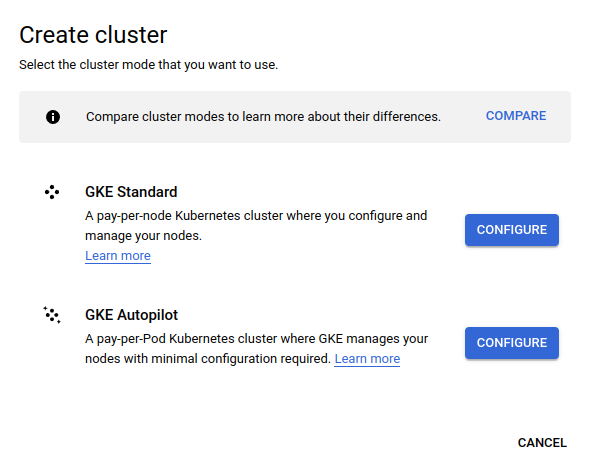 Create cluster
Select the cluster mode that you want to use.
Compare cluster modes to learn more about their differences.
COMPARE
GKE Standard
A pay-per-node Kubernetes cluster where you configure and
manage your nodes.
Learn more
CONFIGURE
GKE Autopilot
A pay-per-Pod Kubernetes cluster where GKE manages your
nodes with minimal configuration required. Learn more
CONFIGURE
CANCEL